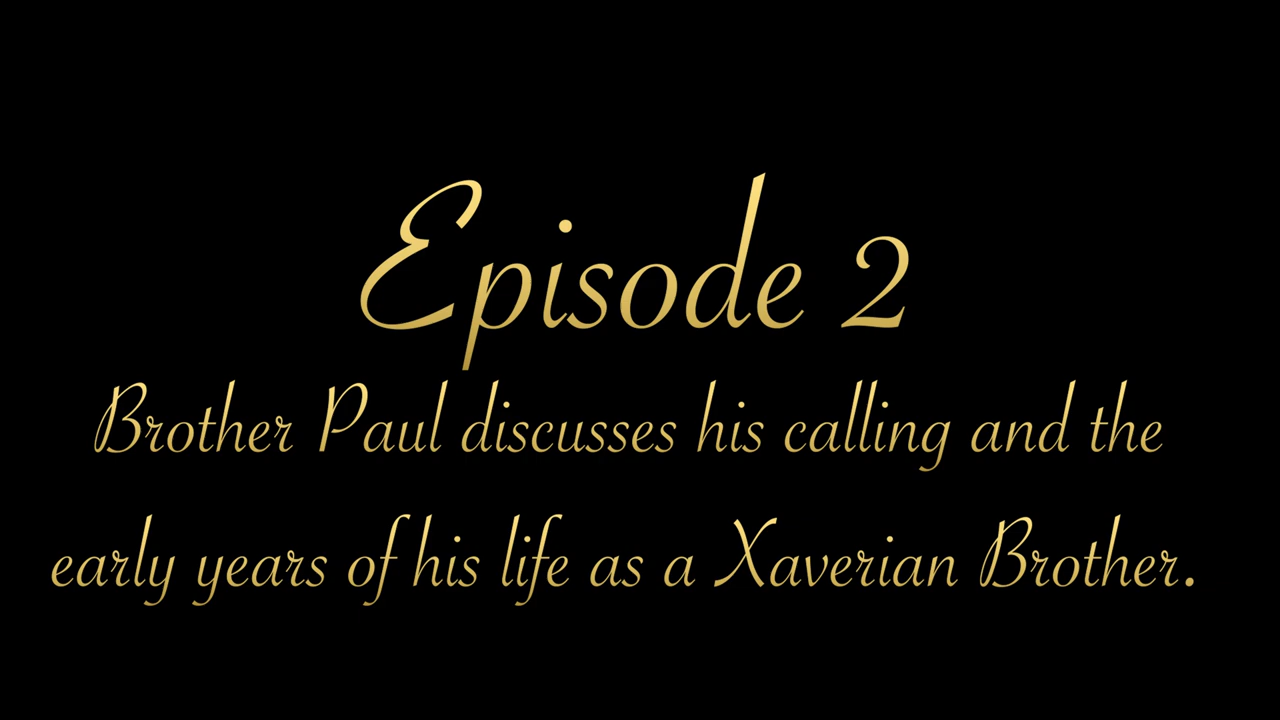 Episode 2
Brother Paul discusses his calling and the
early years of his life as a Xaverian Brother.